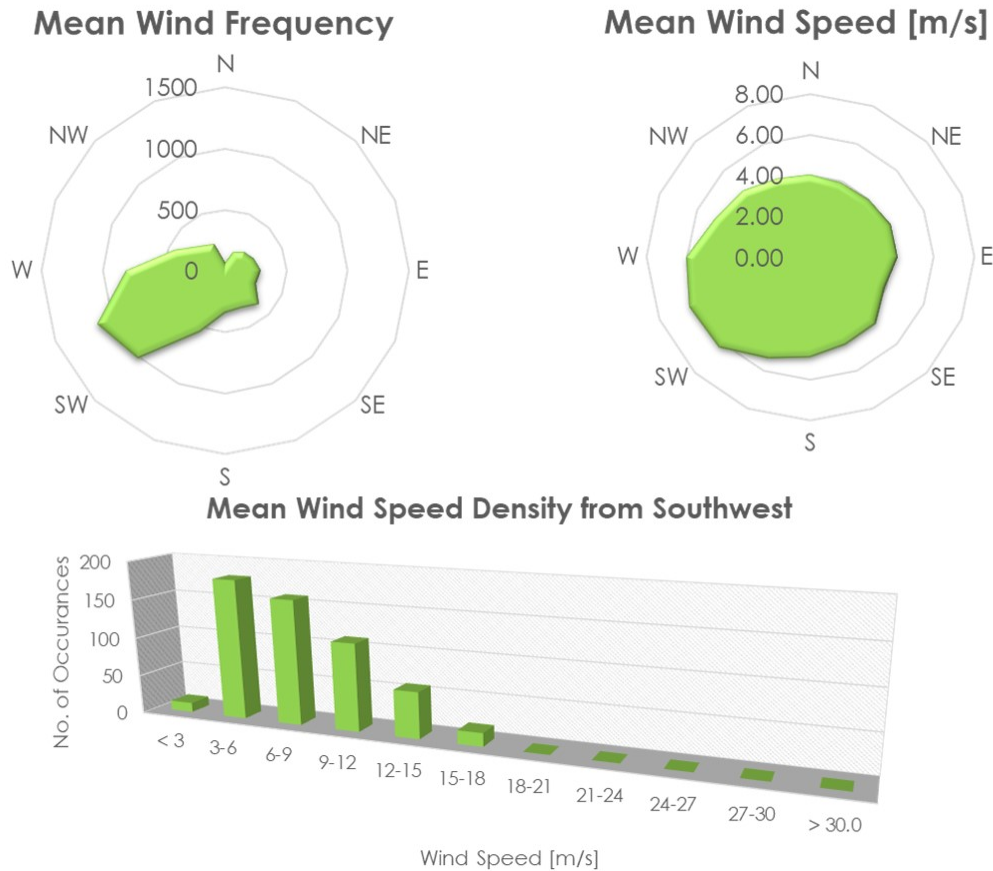 Mean Wind Frequency
N
1500
NW
NE
1000
500
W
0
E
SW
SE
S
Mean Wind Speed [m/s]
N
8.00
NW
6.00
NE
4.00
2.00
W
0.00
E
SW
SE
S
Mean Wind Speed Density from Southwest
No. of Occurances
200
150
100
50
0
< 3
3-6
6-9
9-12
12-15
15-18
18-21
21-24
24-27
27-30
> 30.0
Wind Speed [m/s]